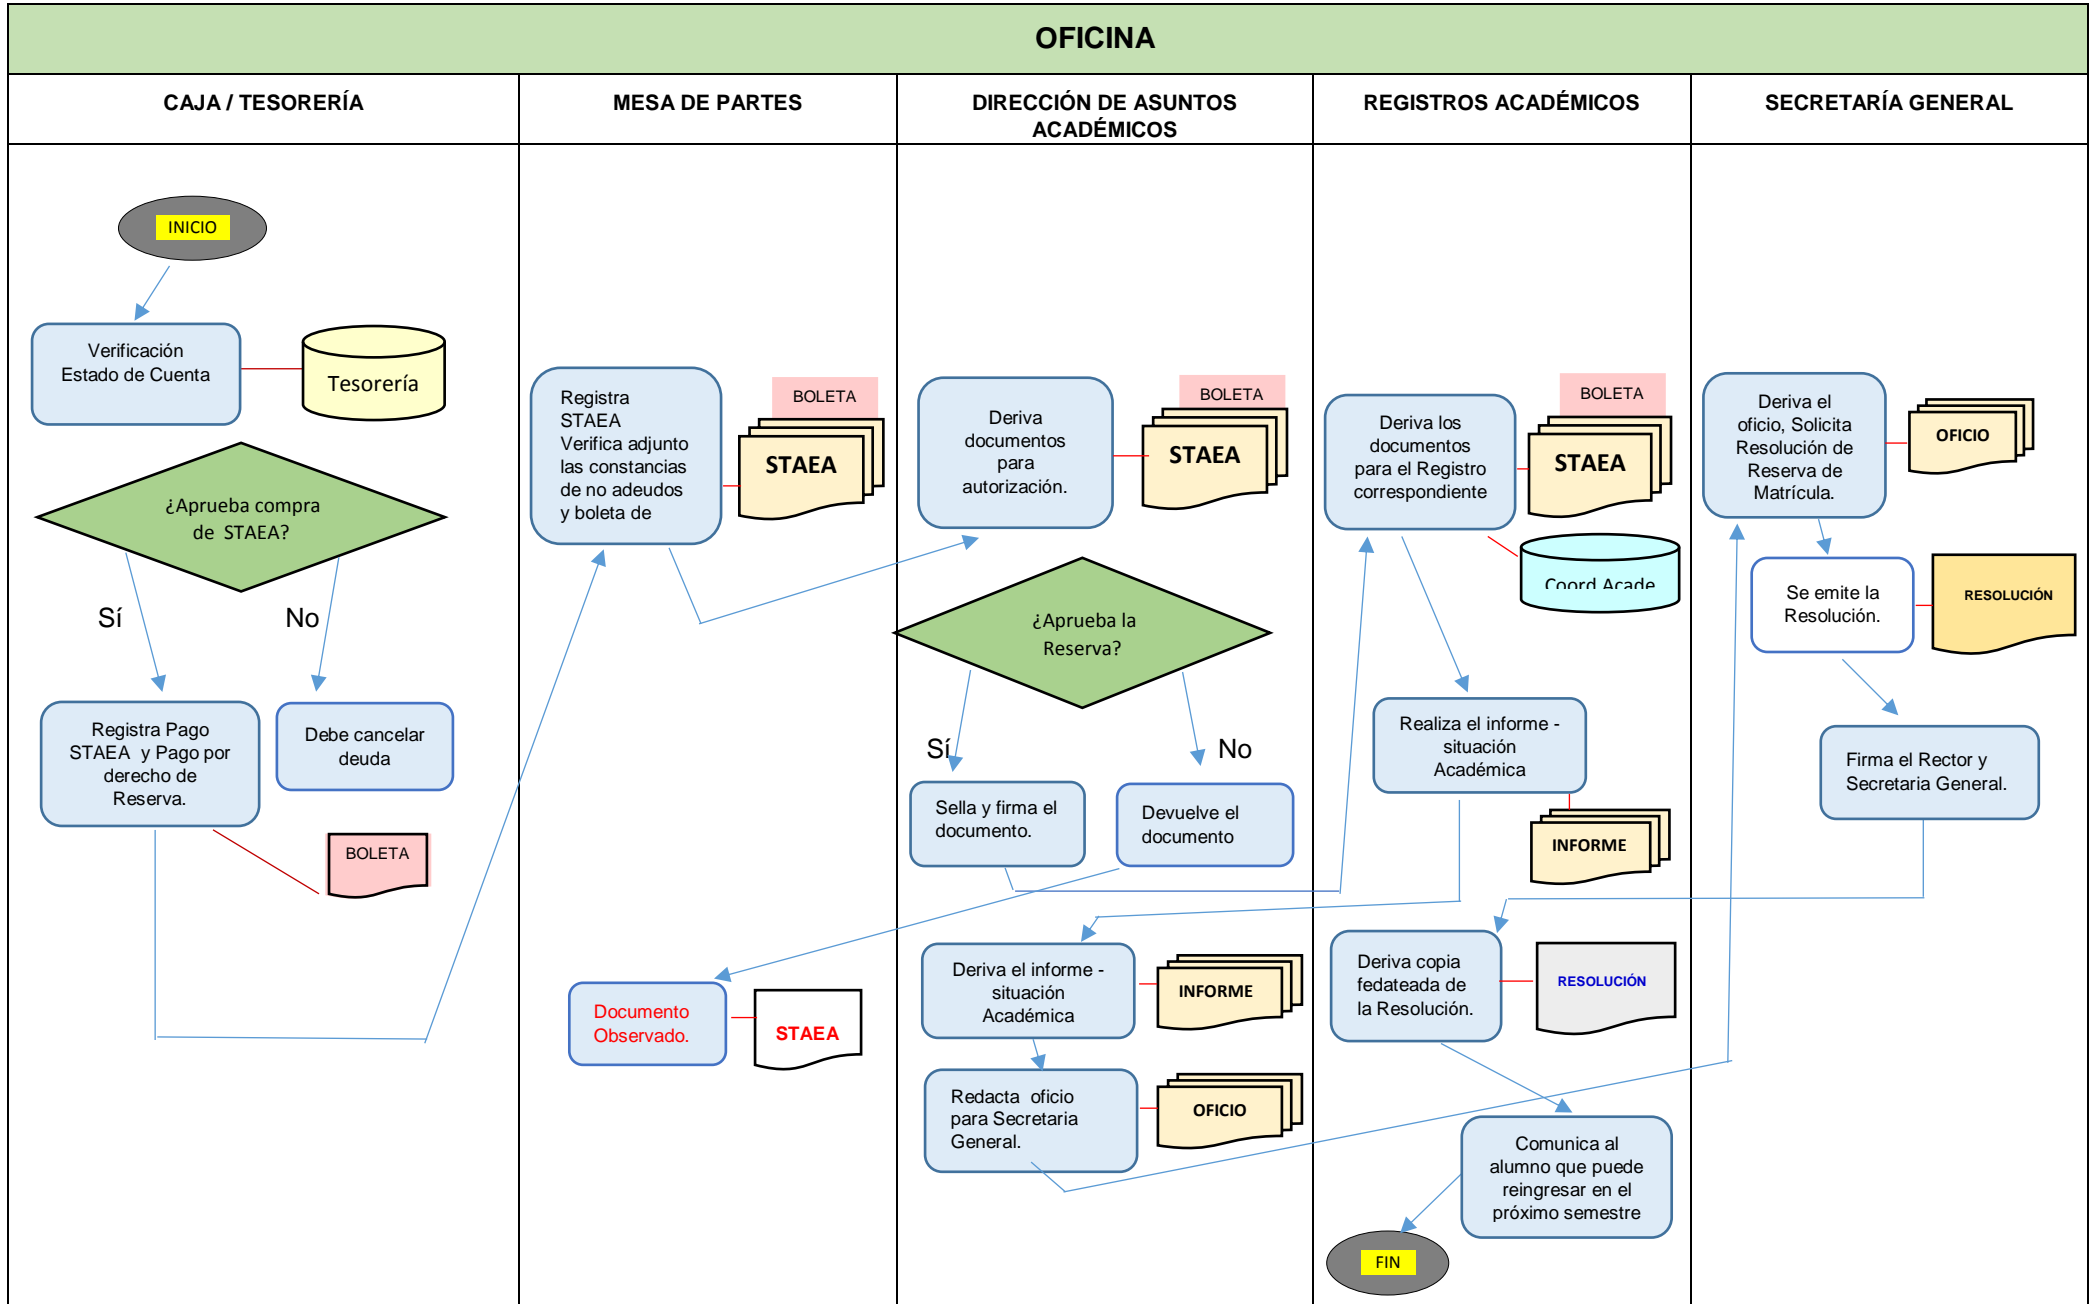 OFICINA
CAJA / TESORERÍA
MESA DE PARTES
DIRECCIÓN DE ASUNTOS
ACADÉMICOS
REGISTROS ACADÉMICOS
SECRETARÍA GENERAL
INICIO
Verificación
Estado de Cuenta
Tesorería
¿Aprueba compra
de STAEA?
Sí
No
Registra Pago
STAEA y Pago por
derecho de
Reserva.
Debe cancelar
deuda
BOLETA
Registra
STAEA
Verifica adjunto
las constancias
de no adeudos
y boleta de
BOLETA
STAEA
Documento
Observado.
STAEA
Deriva
documentos
para
autorización.
BOLETA
STAEA
¿Aprueba la
Reserva?
Sí
No
Sella y firma el
documento.
Devuelve el
documento
Deriva el informe -
situación
Académica
INFORME
Redacta oficio
para Secretaria
General.
OFICIO
Deriva los
documentos
para el Registro
correspondiente
BOLETA
STAEA
Coord Acade
Realiza el informe -
situación
Académica
INFORME
Deriva copia
fedateada de
la Resolución.
RESOLUCIÓN
Comunica al
alumno que puede
reingresar en el
próximo semestre
FIN
Deriva el
oficio, Solicita
Resolución de
Reserva de
Matrícula.
OFICIO
Se emite la
Resolución.
RESOLUCIÓN
Firma el Rector y
Secretaria General.